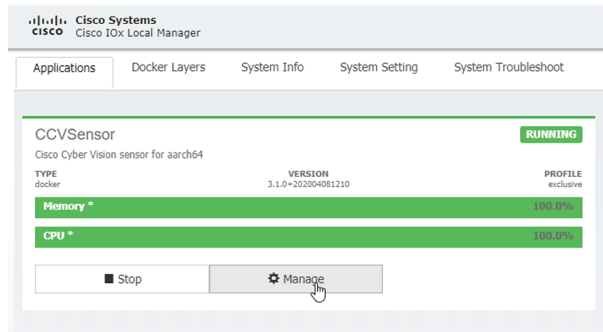 Cisco Systems
CISCO Cisco IOx Local Manager
Applications Docker Layers System Info System Setting System Troubleshoot
CCVSensor RUNNING
Cisco Cyber Vision sensor for aarch64
TYPE VERSION PROFILE
docker 3.1.0+202004081210 exclusive
Memory * 100.0%
CPU * 100.0%
Stop Manage